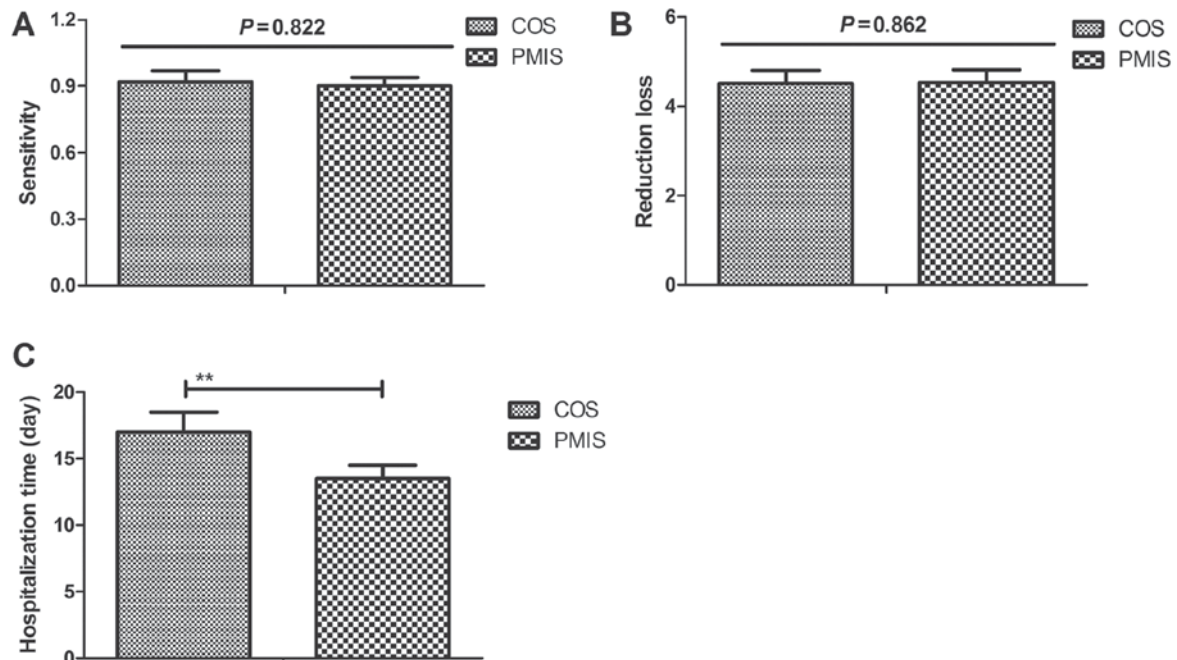 A
Sensitivity
1.2
0.9
0.6
0.3
0.0
P=0.822
COS
PMIS
B
Reduction loss
6
4
2
0
P=0.862
COS
PMIS
C
Hospitalization time (day)
20
15
10
5
0
**
COS
PMIS